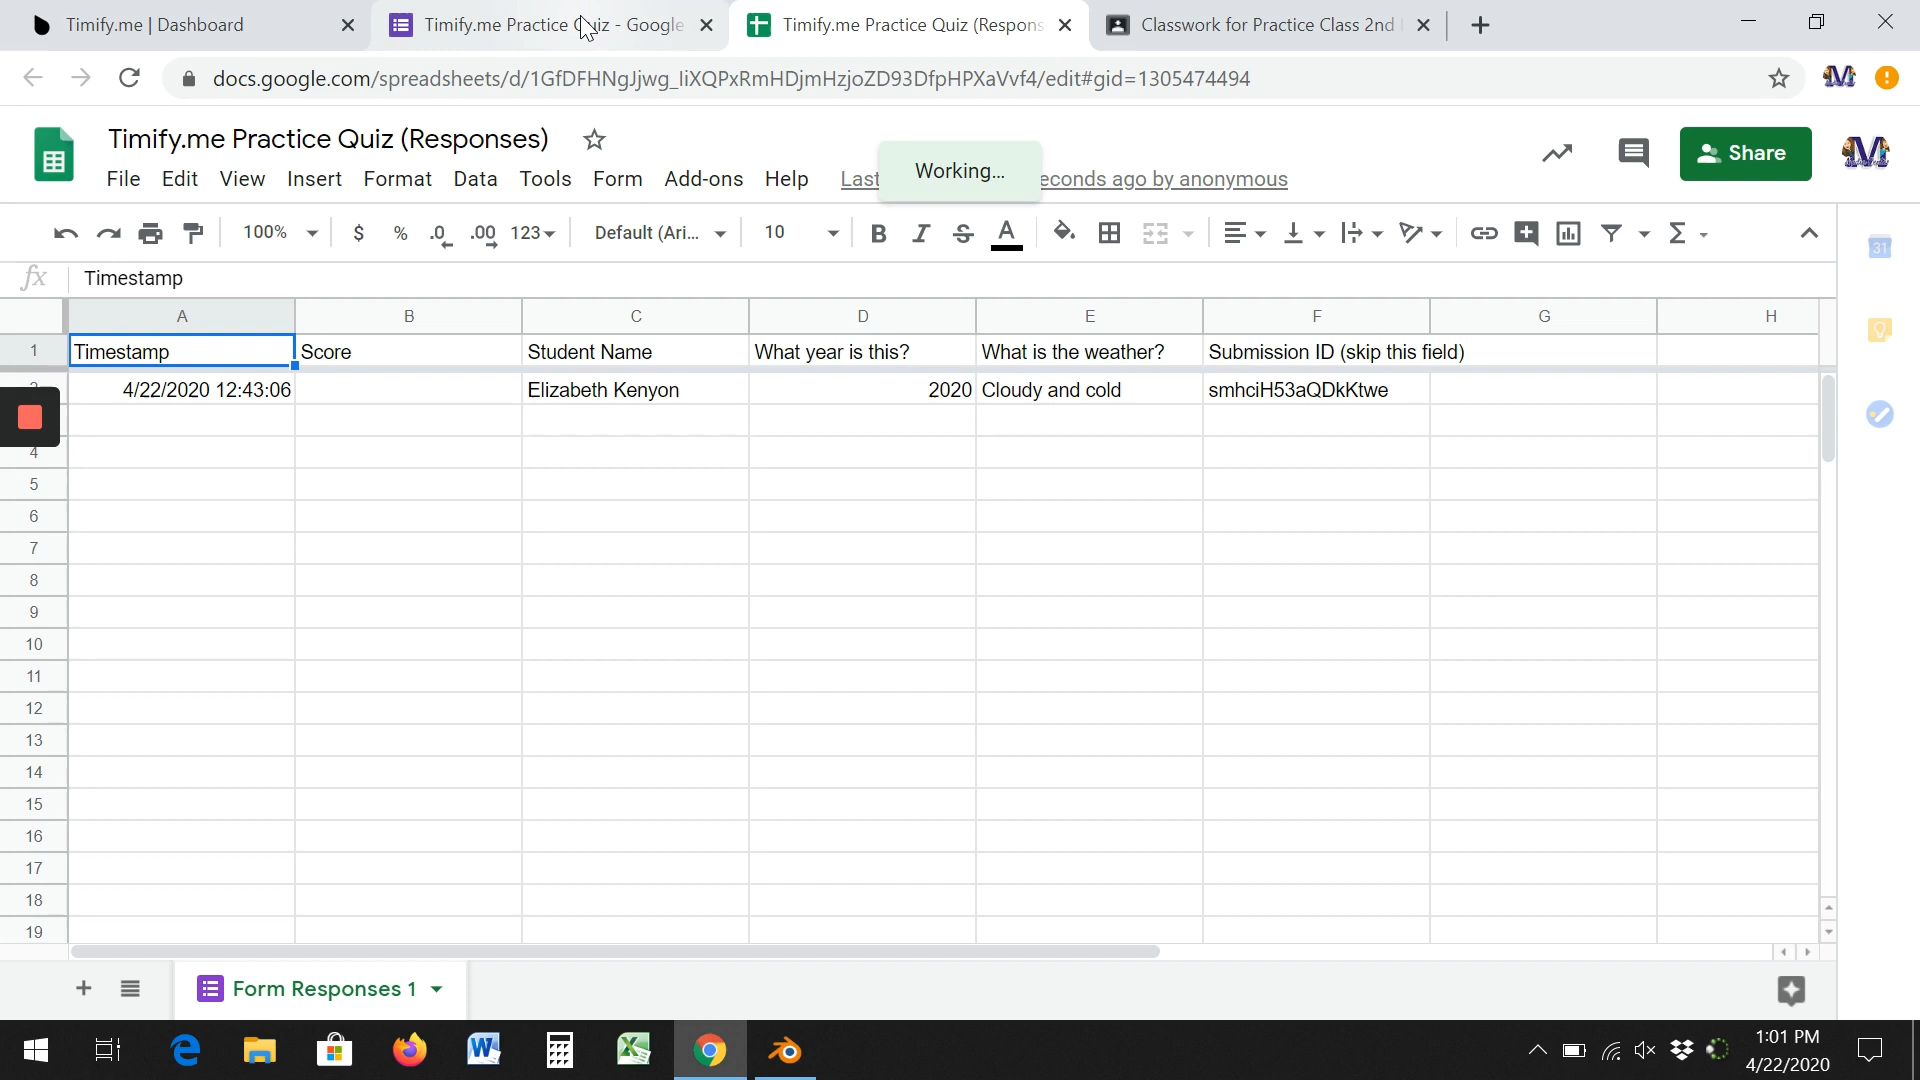 Timify.me | Dashboard
Timify.me Practice Quiz - Google
Timify.me Practice Quiz (Respons
Classwork for Practice Class 2nd
docs.google.com/spreadsheets/d/1GfDFHNgJjwg_IiXQPxRmHDjmHzjoZD93DfpHPXaVvf4/edit#gid=1305474494
Timify.me Practice Quiz (Responses)
Share
File Edit View Insert Format Data Tools Form Add-ons Help Last econds ago by anonymous
Working...
100% $ % .0 .00 123 Default (Ari... 10 B I S A
31
fx Timestamp
A B C D E F G H
1 Timestamp Score Student Name What year is this? What is the weather? Submission ID (skip this field)
4/22/2020 12:43:06 Elizabeth Kenyon 2020 Cloudy and cold smhciH53aQDkKtwe
4
5
6
7
8
9
10
11
12
13
14
15
16
17
18
19
Form Responses 1
1:01 PM
4/22/2020